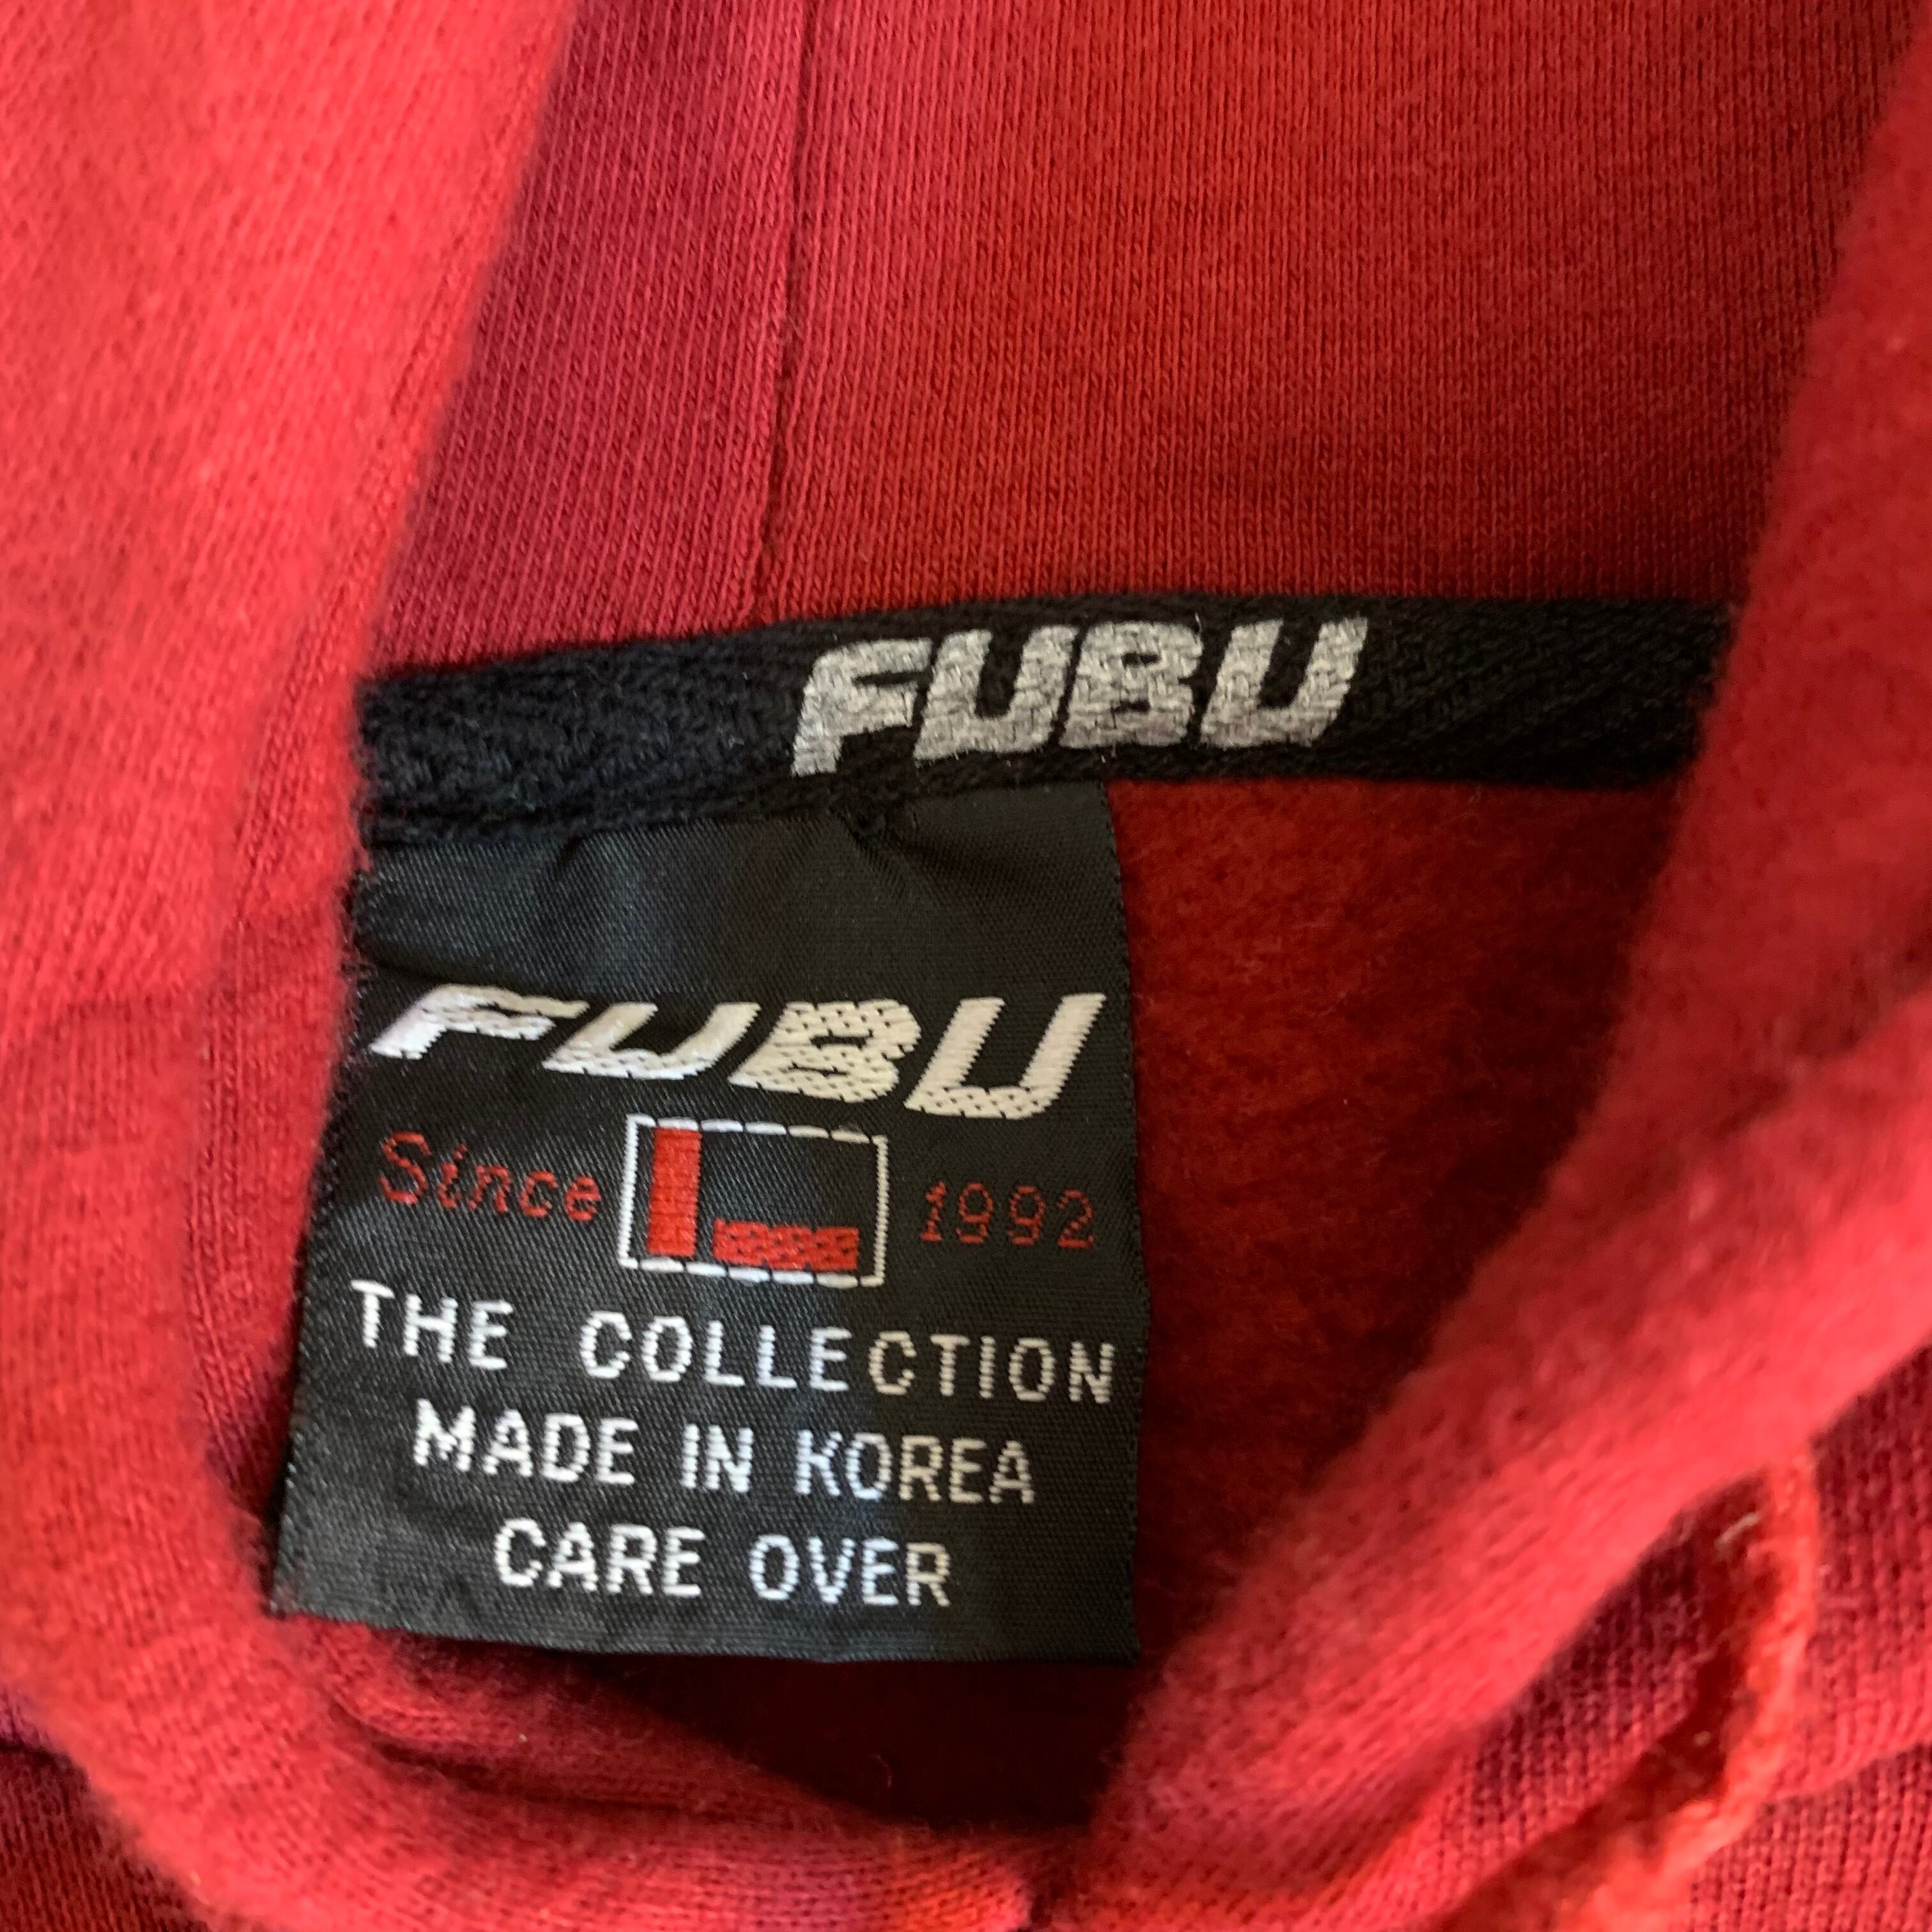 FUBU
FUBU
Since L 1992
THE COLLECTION
MADE IN KOREA
CARE OVER